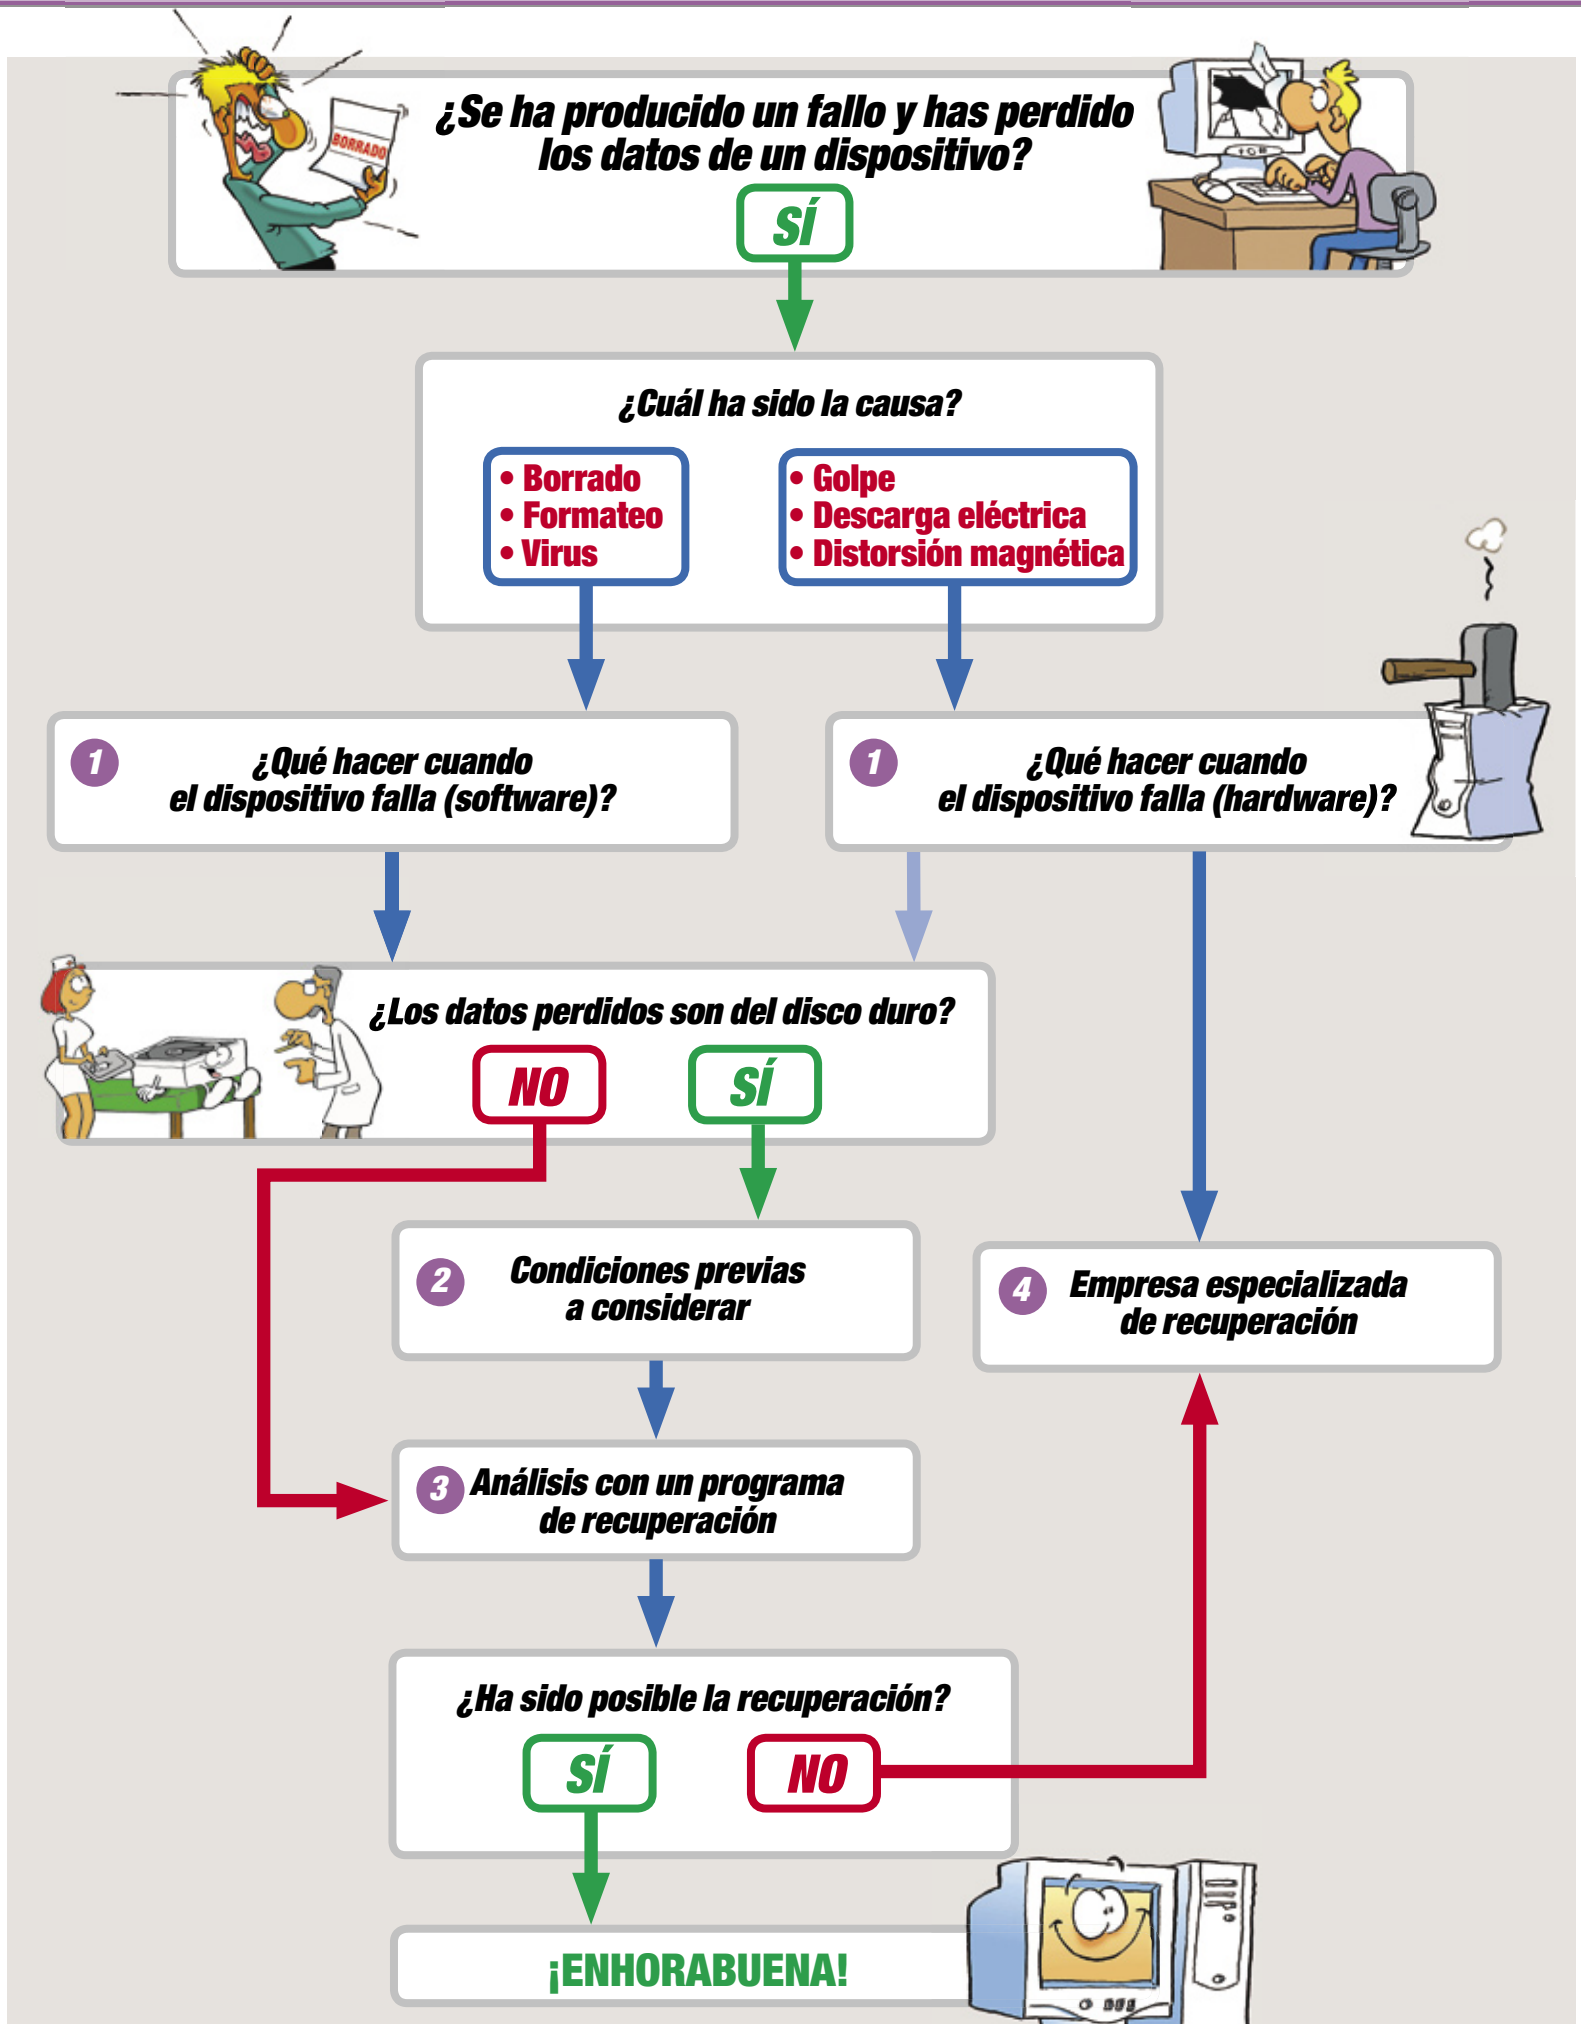 ¿Se ha producido un fallo y has perdido
los datos de un dispositivo?
BORRADO
SÍ
¿Cuál ha sido la causa?
• Borrado
• Formateo
• Virus
• Golpe
• Descarga eléctrica
• Distorsión magnética
1
¿Qué hacer cuando
el dispositivo falla (software)?
1
¿Qué hacer cuando
el dispositivo falla (hardware)?
¿Los datos perdidos son del disco duro?
NO
SÍ
2
Condiciones previas
a considerar
4
Empresa especializada
de recuperación
3
Análisis con un programa
de recuperación
¿Ha sido posible la recuperación?
SÍ
NO
¡ENHORABUENA!